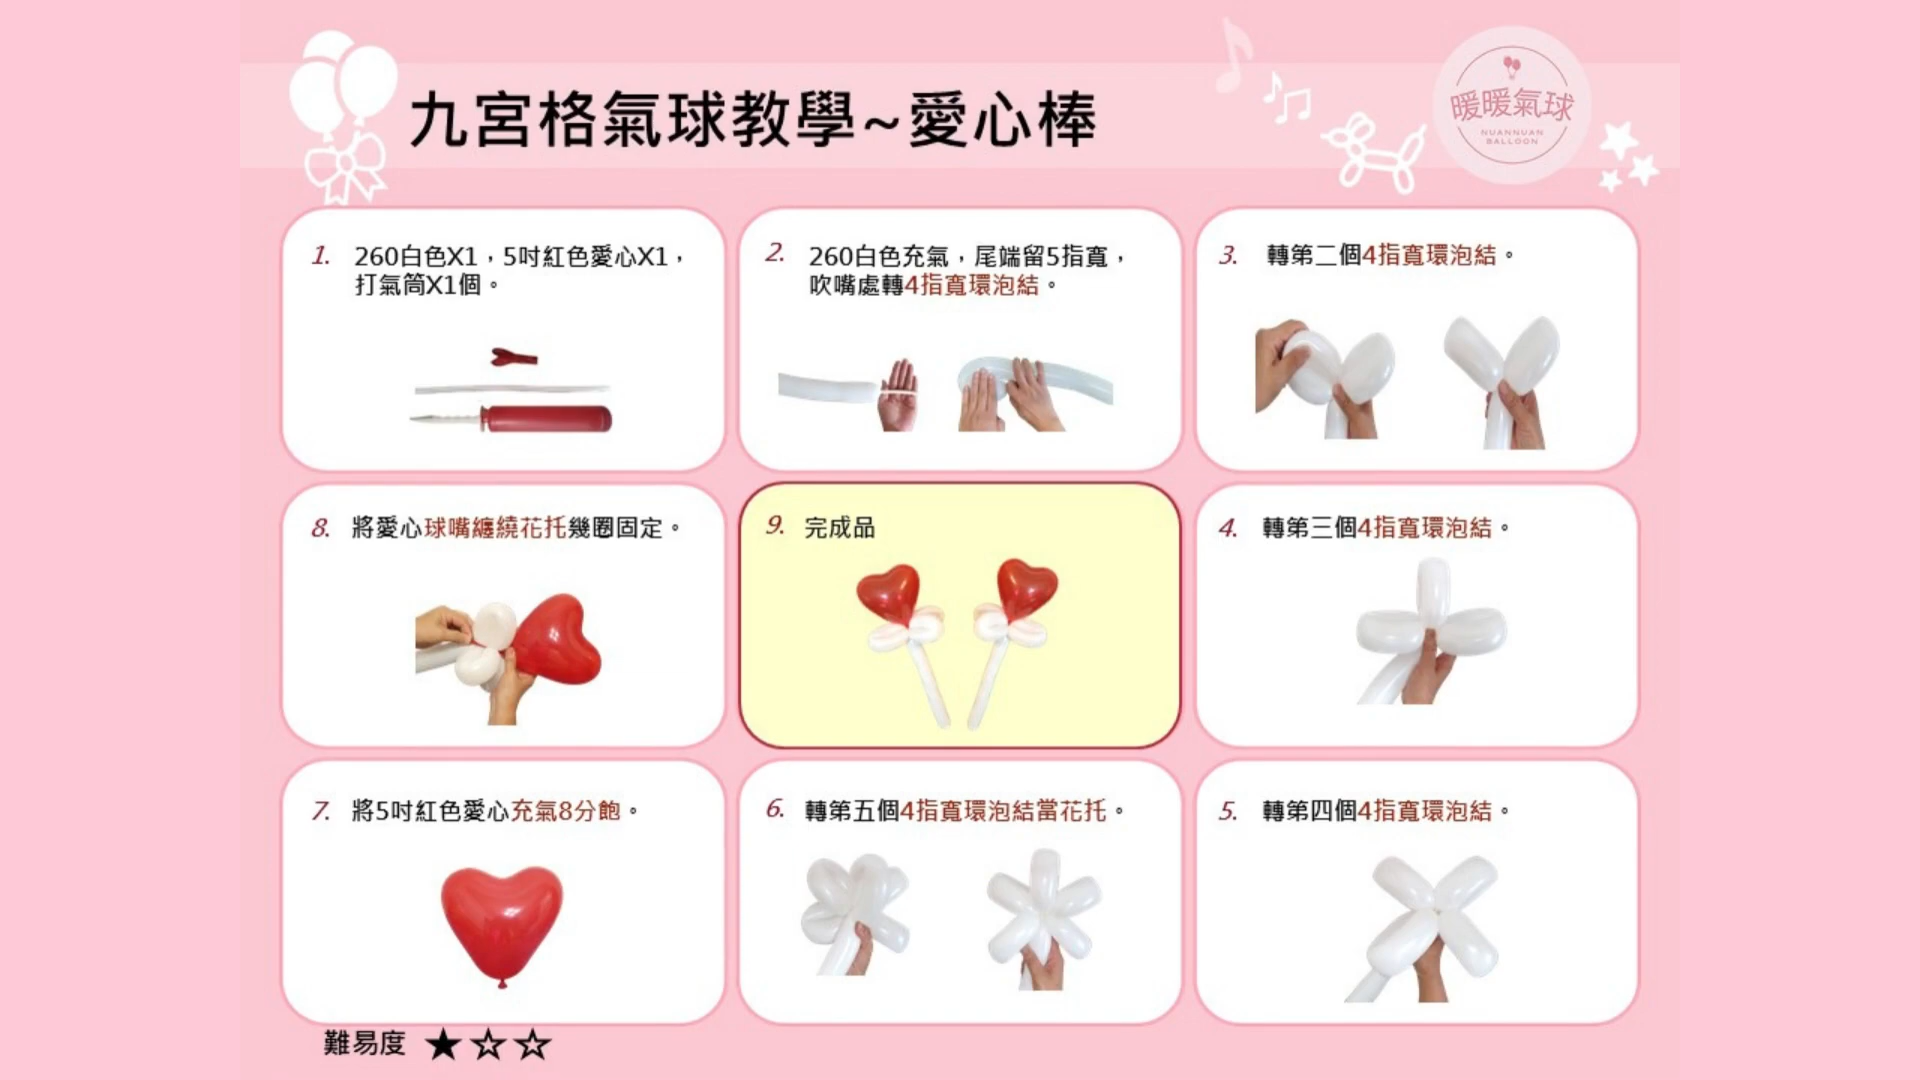 九宮格氣球教學~愛心棒
暖暖氣球
NUANNUAN
BALLOON
1. 260白色X1，5吋紅色愛心X1，
打氣筒X1個。
2. 260白色充氣，尾端留5指寬，
吹嘴處轉4指寬環泡結。
3. 轉第二個4指寬環泡結。
4. 轉第三個4指寬環泡結。
5. 轉第四個4指寬環泡結。
6. 轉第五個4指寬環泡結當花托。
7. 將5吋紅色愛心充氣8分飽。
8. 將愛心球嘴纏繞花托幾圈固定。
9. 完成品
難易度 ★☆☆